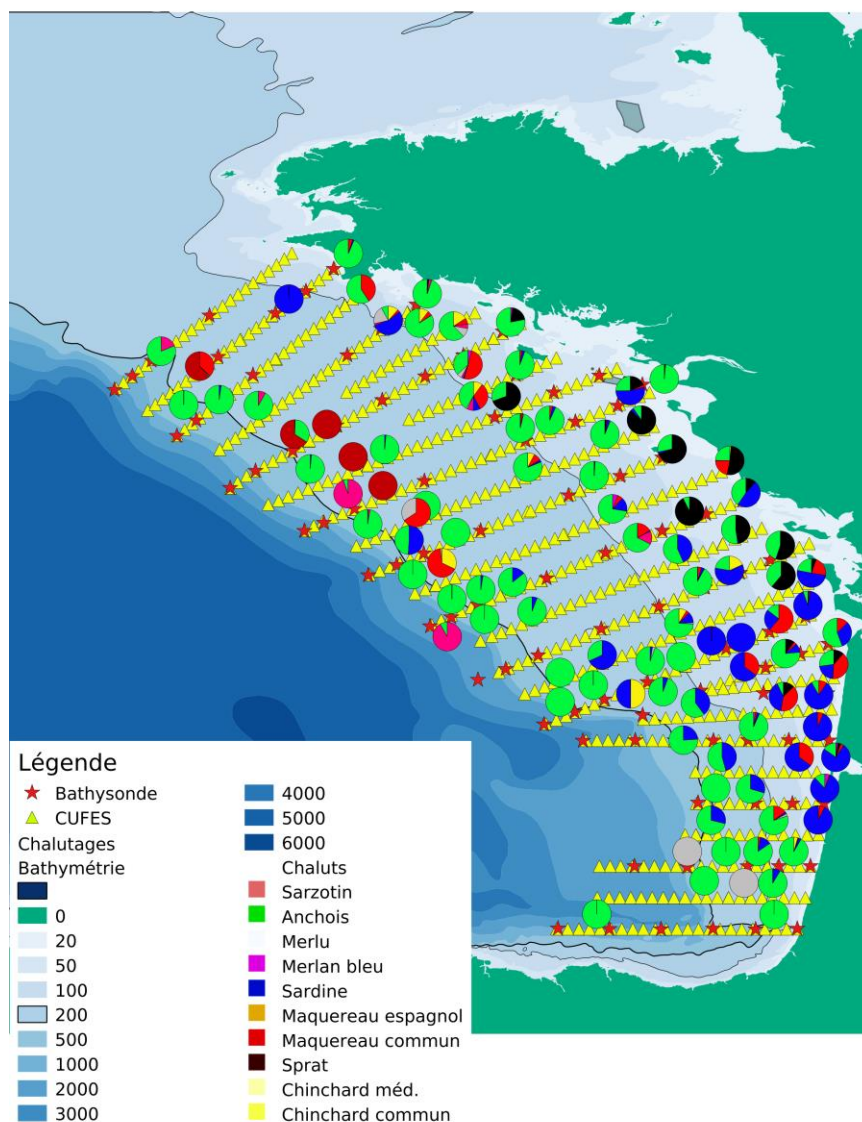 Légende
Bathysonde
CUFES
Chalutages
Bathymétrie
0
20
50
100
200
500
1000
2000
3000
4000
5000
6000
Chaluts
Sarzotin
Anchois
Merlu
Merlan bleu
Sardine
Maquereau espagnol
Maquereau commun
Sprat
Chinchard méd.
Chinchard commun